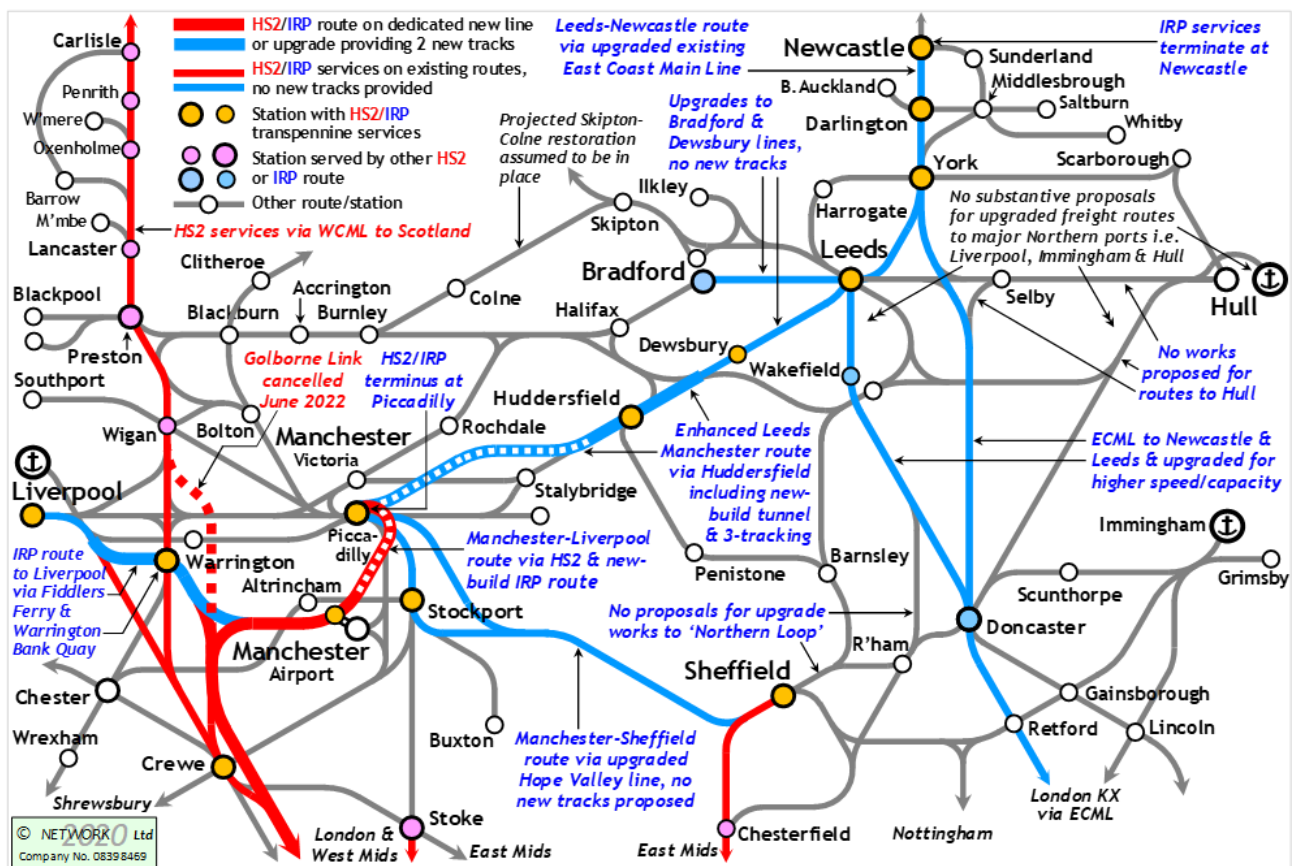 HS2/IRP route on dedicated new line
or upgrade providing 2 new tracks
HS2/IRP services on existing routes,
no new tracks provided
Station with HS2/IRP
transpennine services
Station served by other HS2
or IRP route
Other route/station
Carlisle
Penrith
W'mere
Oxenholme
Barrow
M'mbe
Lancaster
HS2 services via WCML to Scotland
Blackpool
Preston
Clitheroe
Blackburn
Accrington
Burnley
Colne
Projected Skipton-
Colne restoration
assumed to be in
place
Leeds-Newcastle route
via upgraded existing
East Coast Main Line
Newcastle
IRP services
terminate at
Newcastle
Sunderland
Middlesbrough
B. Auckland
Saltburn
Darlington
Whitby
Upgrades to
Bradford &
Dewsbury lines,
no new tracks
York
Scarborough
Ilkley
Skipton
Harrogate
No substantive proposals
for upgraded freight routes
to major Northern ports i.e.
Liverpool, Immingham & Hull
Leeds
Bradford
Selby
Hull
Halifax
Dewsbury
Wakefield
No works
proposed for
routes to Hull
Southport
Golborne Link
cancelled
June 2022
HS2/IRP
terminus at
Piccadilly
Huddersfield
Wigan
Bolton
Manchester
Victoria
Rochdale
Enhanced Leeds
Manchester route
via Huddersfield
including new-
build tunnel
& 3-tracking
ECML to Newcastle &
Leeds & upgraded for
higher speed/capacity
Liverpool
Stalybridge
Immingham
Picca-
dilly
Manchester-Liverpool
route via HS2 & new-
build IRP route
IRP route
to Liverpool
via Fiddlers
Ferry &
Warrington
Bank Quay
Warrington
Altrincham
Penistone
Barnsley
Grimsby
Scunthorpe
Stockport
No proposals for upgrade
works to 'Northern Loop'
Doncaster
Manchester
Airport
R'ham
Chester
Sheffield
Gainsborough
Wrexham
Buxton
Retford
Lincoln
Crewe
Manchester-Sheffield
route via upgraded
Hope Valley line, no
new tracks proposed
Shrewsbury
Stoke
London &
West Mids
East Mids
East Mids
Chesterfield
Nottingham
London KX
via ECML
© NETWORK Ltd
2020
Company No. 08398469